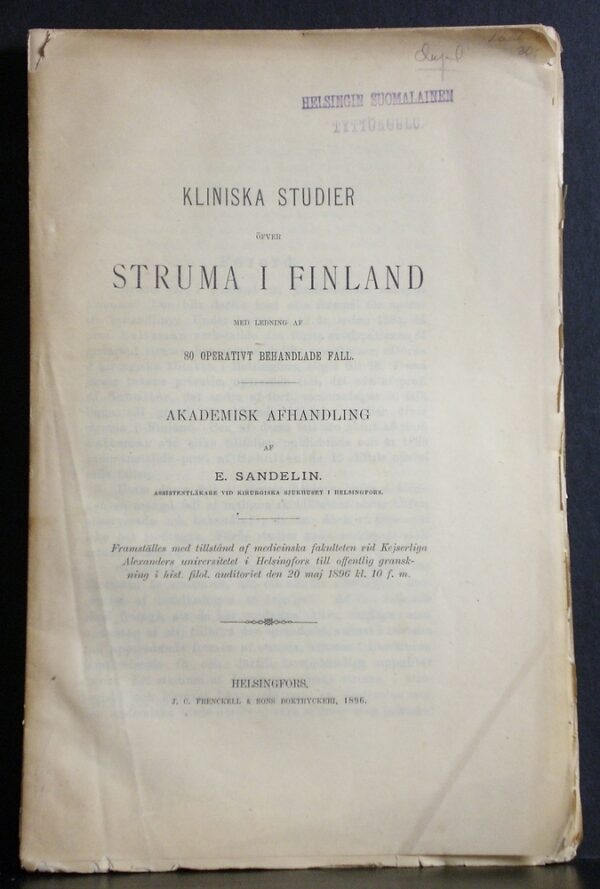 Dupl
HELSINGIN SUOMALAINEN
TYTTÖKOULU.
KLINISKA STUDIER
ÖFVER
STRUMA I FINLAND
MED LEDNING AF
80 OPERATIVT BEHANDLADE FALL.
AKADEMISK AFHANDLING
AF
E. SANDELIN.
ASSISTENTLÄKARE VID KIRURGISKA SJUKHUSET I HELSINGFORS.
Framställes med tillstånd af medicinska fakulteten vid Kejserliga
Alexanders universitetet i Helsingfors till offentlig gransk-
ning i hist. filol. auditoriet den 20 maj 1896 kl. 10 f. m.
HELSINGFORS,
J. C. FRENCKELL & SONS BOKTRYCKERI, 1896.